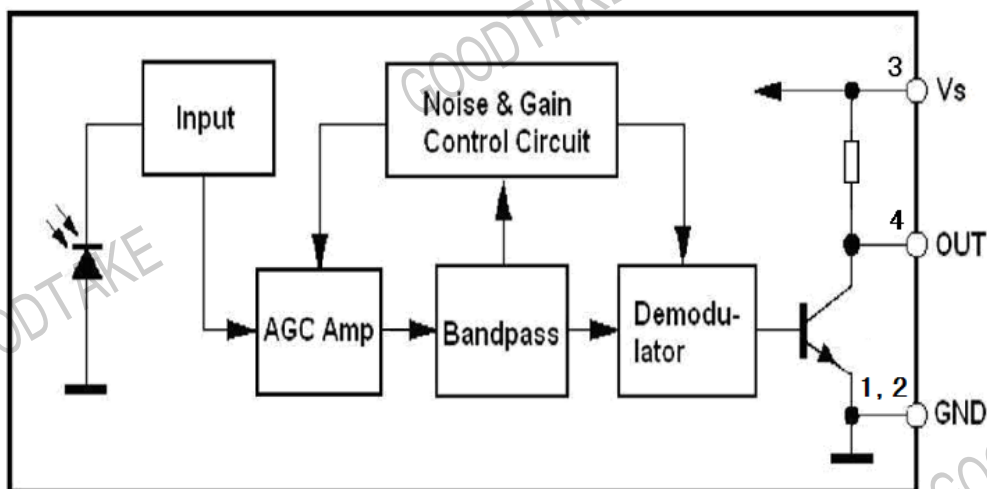 GOODTAKE
3
Vs
Input
Noise & Gain
Control Circuit
4
OUT
GOODTAKE
AGC Amp
Bandpass
Demodu-
lator
1, 2
GND